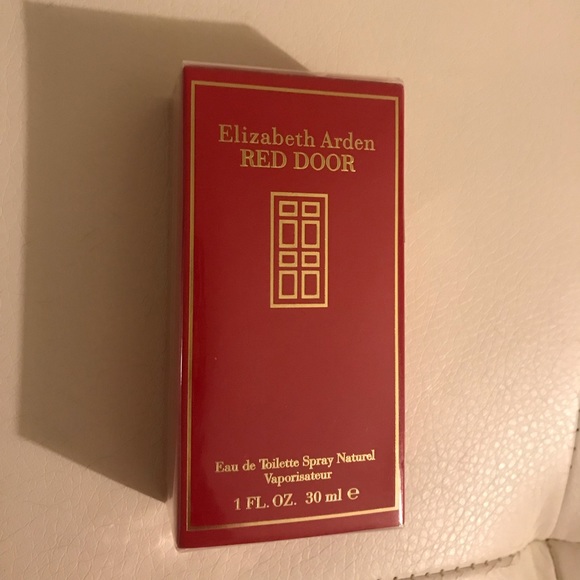 Elizabeth Arden
RED DOOR
Eau de Toilette Spray Naturel
Vaporisateur
1 FL. OZ. 30 ml ℮